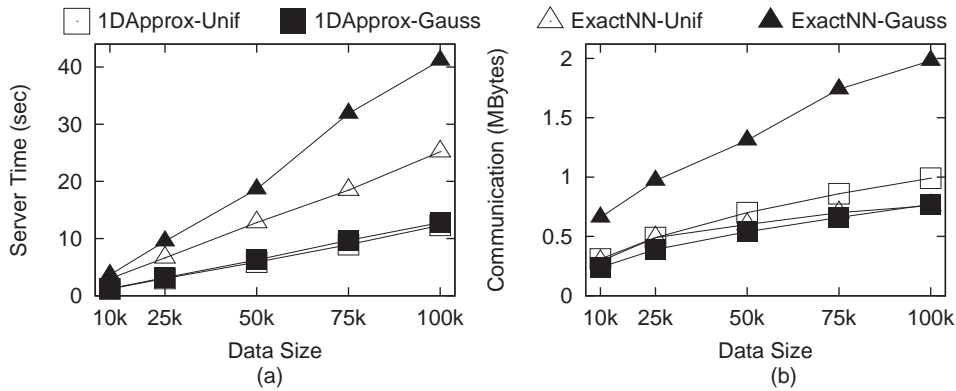 1DApprox-Unif 1DApprox-Gauss ExactNN-Unif ExactNN-Gauss
Server Time (sec)
40
30
20
10
0
10k 25k 50k 75k 100k
Data Size
(a)
Communication (MBytes)
2
1.5
1
0.5
0
10k 25k 50k 75k 100k
Data Size
(b)